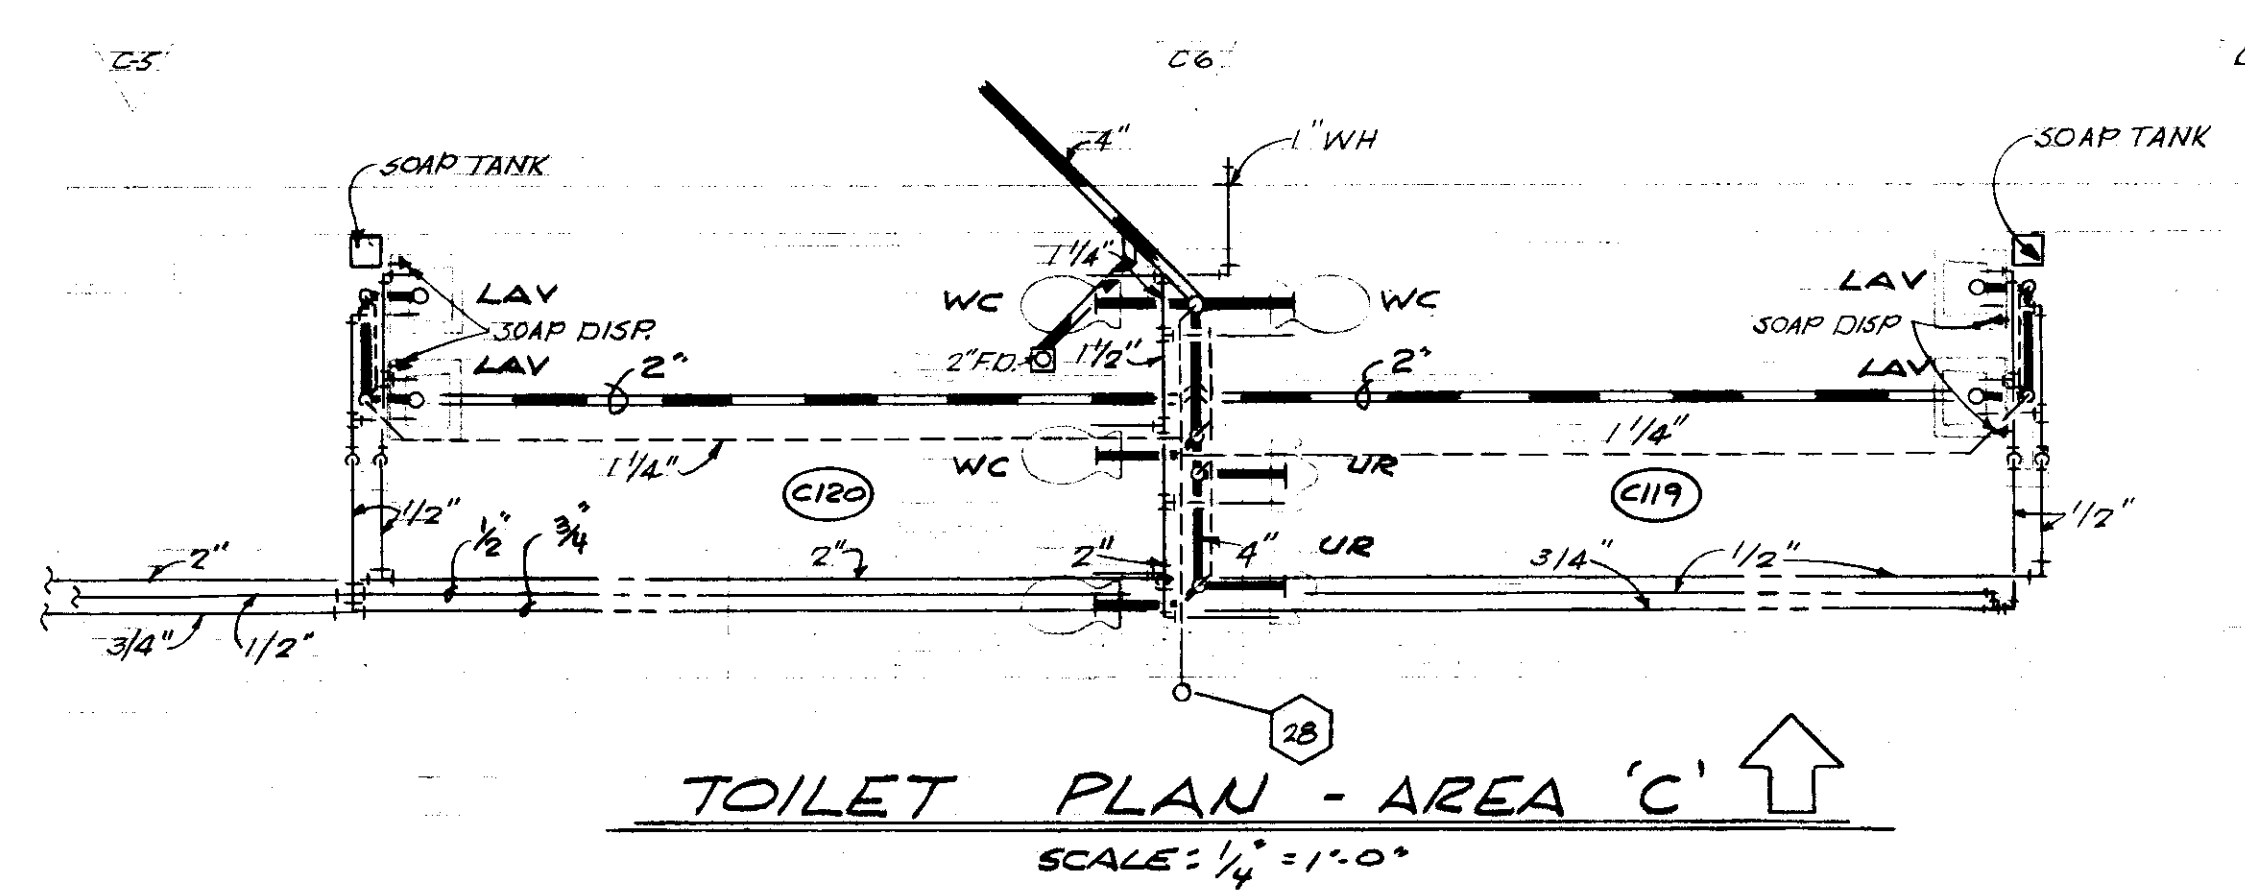 C-5
C6
4"
1" WH
SOAP TANK
SOAP TANK
1 1/4"
LAV
WC
WC
LAV
SOAP DISP.
SOAP DISP
LAV
2"
2" F.D.
1 1/2"
2"
LAV
1 1/4"
1 1/4"
WC
UR
C120
C119
1/2"
1/2"
1/2"
3/4"
2"
2"
2"
4"
UR
3/4"
1/2"
3/4"
1/2"
28
TOILET PLAN - AREA 'C'
SCALE: 1/4" = 1'-0"